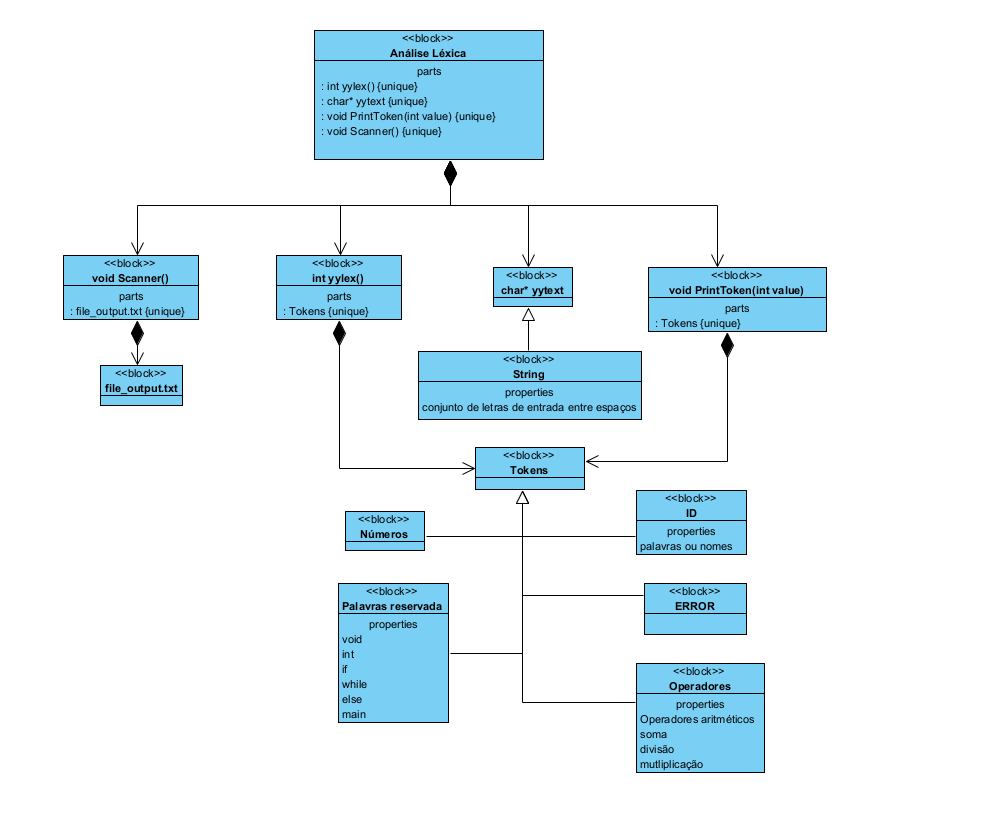 <<block>>
Análise Léxica
parts
: int yylex() {unique}
: char* yytext {unique}
: void PrintToken(int value) {unique}
: void Scanner() {unique}
<<block>>
void Scanner()
parts
: file_output.txt {unique}
<<block>>
int yylex()
parts
: Tokens {unique}
<<block>>
char* yytext
<<block>>
void PrintToken(int value)
parts
: Tokens {unique}
<<block>>
file_output.txt
<<block>>
String
properties
conjunto de letras de entrada entre espaços
<<block>>
Tokens
<<block>>
Números
<<block>>
ID
properties
palavras ou nomes
<<block>>
Palavras reservada
properties
void
int
if
while
else
main
<<block>>
ERROR
<<block>>
Operadores
properties
Operadores aritméticos
soma
divisão
mutliplicação